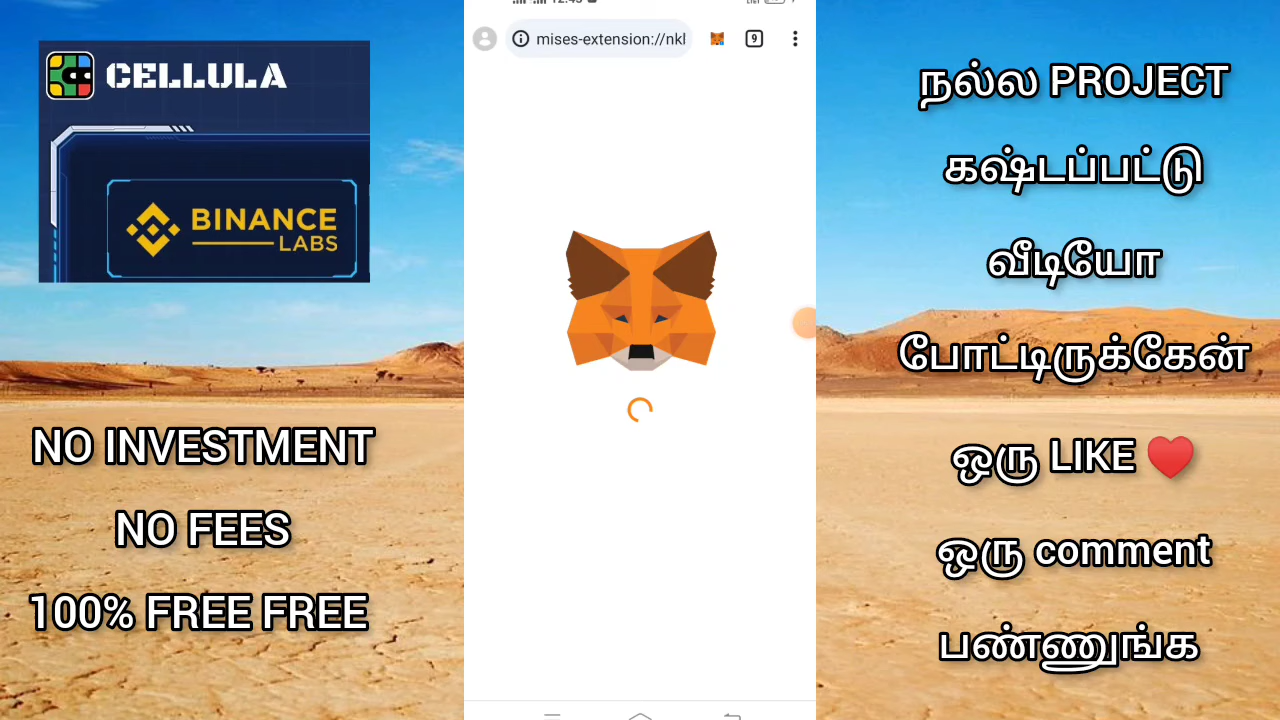 CELLULA
BINANCE
LABS
NO INVESTMENT
NO FEES
100% FREE FREE
mises-extension://nkl
9
நல்ல PROJECT
கஷ்டப்பட்டு
வீடியோ
போட்டிருக்கேன்
ஒரு LIKE ♥️
ஒரு comment
பண்ணுங்க